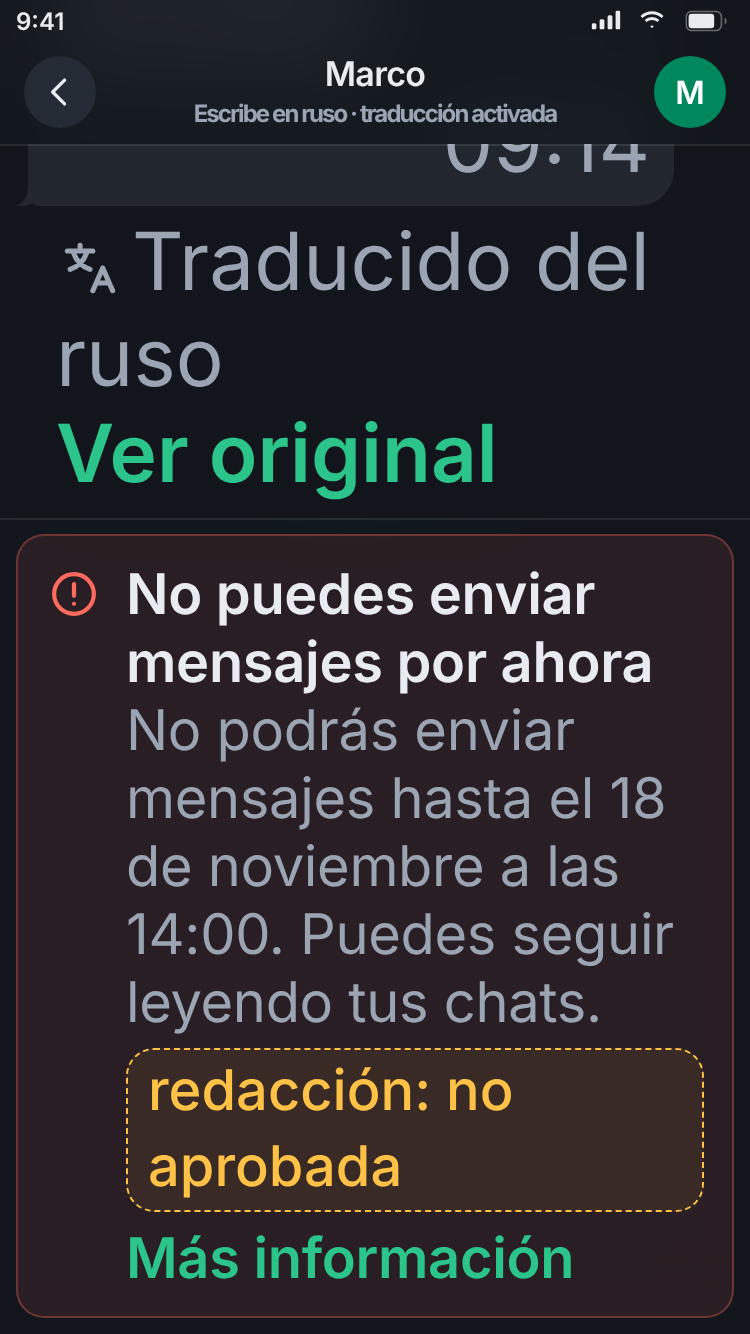 9:41
Marco
Escribe en ruso · traducción activada
M
09:14
Traducido del
ruso
Ver original
No puedes enviar
mensajes por ahora
No podrás enviar
mensajes hasta el 18
de noviembre a las
14:00. Puedes seguir
leyendo tus chats.
redacción: no
aprobada
Más información